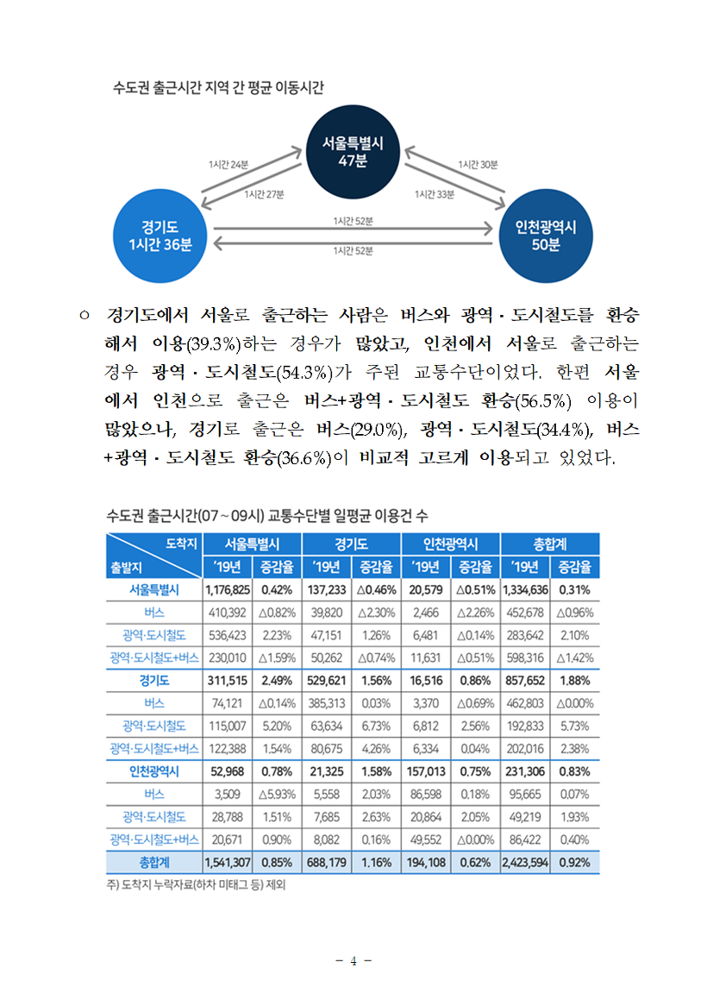 수도권 출근시간 지역 간 평균 이동시간
서울특별시
47분
1시간 24분
1시간 30분
1시간 27분
1시간 33분
경기도
1시간 36분
1시간 52분
1시간 52분
인천광역시
50분
○ 경기도에서 서울로 출근하는 사람은 버스와 광역·도시철도를 환승
해서 이용(39.3%)하는 경우가 많았고, 인천에서 서울로 출근하는
경우 광역·도시철도(54.3%)가 주된 교통수단이었다. 한편 서울
에서 인천으로 출근은 버스+광역·도시철도 환승(56.5%) 이용이
많았으나, 경기로 출근은 버스(29.0%), 광역·도시철도(34.4%), 버스
+광역·도시철도 환승(36.6%)이 비교적 고르게 이용되고 있었다.
수도권 출근시간(07~09시) 교통수단별 일평균 이용건 수
도착지 서울특별시 경기도 인천광역시 총합계
출발지 '19년 증감율 '19년 증감율 '19년 증감율 '19년 증감율
서울특별시 1,176,825 0.42% 137,233 △0.46% 20,579 △0.51% 1,334,636 0.31%
버스 410,392 △0.82% 39,820 △2.30% 2,466 △2.26% 452,678 △0.96%
광역·도시철도 536,423 2.23% 47,151 1.26% 6,481 △0.14% 283,642 2.10%
광역·도시철도+버스 230,010 △1.59% 50,262 △0.74% 11,631 △0.51% 598,316 △1.42%
경기도 311,515 2.49% 529,621 1.56% 16,516 0.86% 857,652 1.88%
버스 74,121 △0.14% 385,313 0.03% 3,370 △0.69% 462,803 △0.00%
광역·도시철도 115,007 5.20% 63,634 6.73% 6,812 2.56% 192,833 5.73%
광역·도시철도+버스 122,388 1.54% 80,675 4.26% 6,334 0.04% 202,016 2.38%
인천광역시 52,968 0.78% 21,325 1.58% 157,013 0.75% 231,306 0.83%
버스 3,509 △5.93% 5,558 2.03% 86,598 0.18% 95,665 0.07%
광역·도시철도 28,788 1.51% 7,685 2.63% 20,864 2.05% 49,219 1.93%
광역·도시철도+버스 20,671 0.90% 8,082 0.16% 49,552 △0.00% 86,422 0.40%
총합계 1,541,307 0.85% 688,179 1.16% 194,108 0.62% 2,423,594 0.92%
주) 도착지 누락자료(하차 미태그 등) 제외
- 4 -